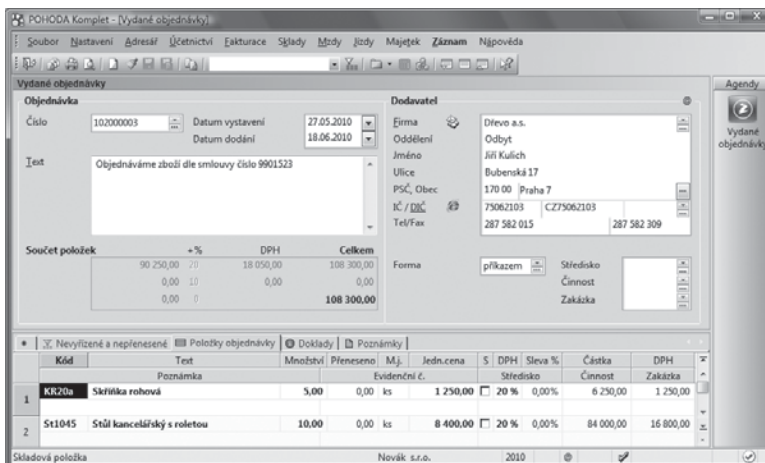 POHODA Komplet - [Vydané objednávky]
Soubor Nastavení Adresář Účetnictví Fakturace Sklady Mzdy Jízdy Majetek Záznam Nápověda
Vydané objednávky
Agendy
Objednávka
Dodavatel
Číslo 102000003 Datum vystavení 27.05.2010
Datum dodání 18.06.2010
Text Objednáváme zboží dle smlouvy číslo 9901523
Firma Dřevo a.s.
Oddělení Odbyt
Jméno Jiří Kulich
Ulice Bubenská 17
PSČ, Obec 170 00 Praha 7
IČ / DIČ 75062103 CZ75062103
Tel/Fax 287 582 015 287 582 309
Vydané objednávky
Součet položek +% DPH Celkem
90 250,00 20 18 050,00 108 300,00
0,00 10 0,00 0,00
0,00 0 108 300,00
Forma příkazem Středisko
Činnost
Zakázka
Nevyřízené a nepřenesené Položky objednávky Doklady Poznámky
Kód Text Množství Přeneseno M.j. Jedn.cena S DPH Sleva % Částka DPH
Poznámka Evidenční č. Středisko Činnost Zakázka
1 KR20a Skříňka rohová 5,00 0,00 ks 1 250,00 20 % 0,00% 6 250,00 1 250,00
2 St1045 Stůl kancelářský s roletou 10,00 0,00 ks 8 400,00 20 % 0,00% 84 000,00 16 800,00
Skladová položka Novák s.r.o. 2010 @